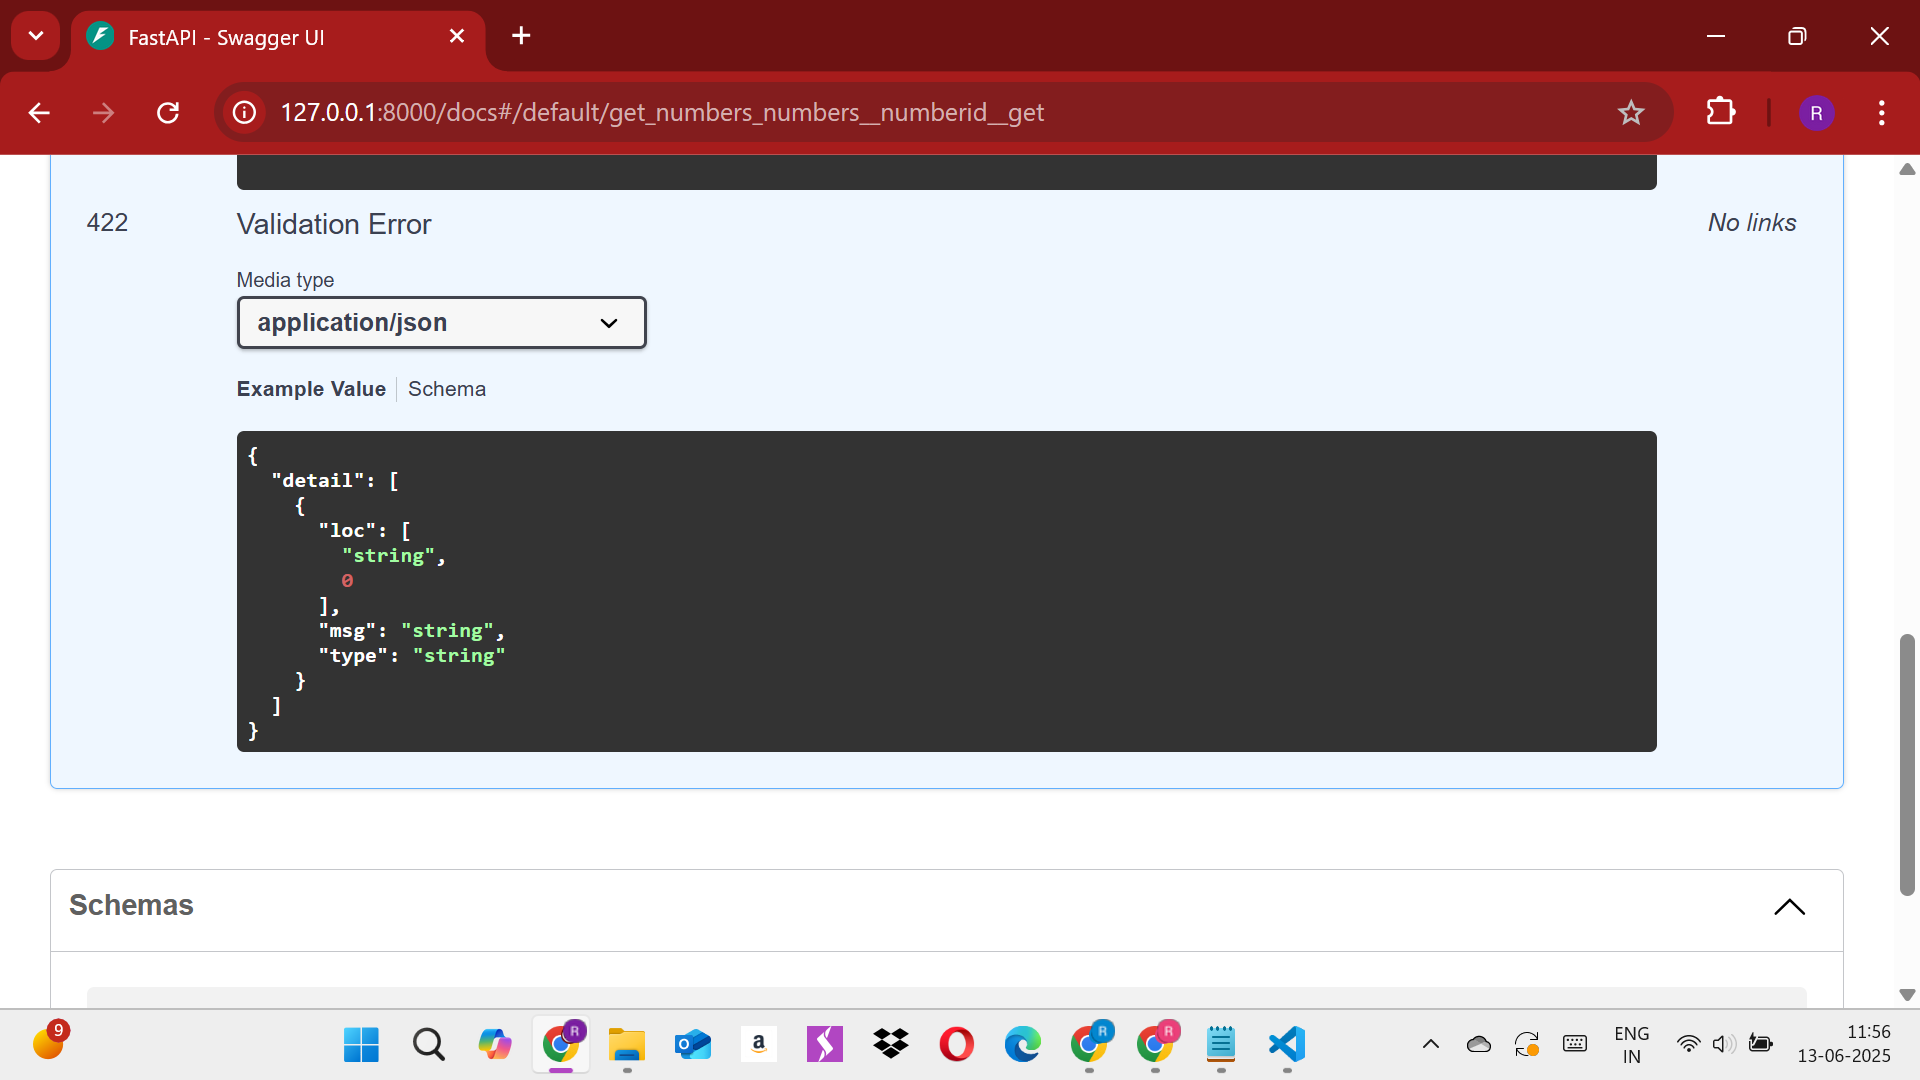 FastAPI - Swagger UI
127.0.0.1:8000/docs#/default/get_numbers_numbers__numberid__get
R
422 Validation Error No links
Media type
application/json
Example Value Schema
{
"detail": [
{
"loc": [
"string",
0
],
"msg": "string",
"type": "string"
}
]
}
Schemas
9
R
a
R
R
ENG
IN
11:56
13-06-2025